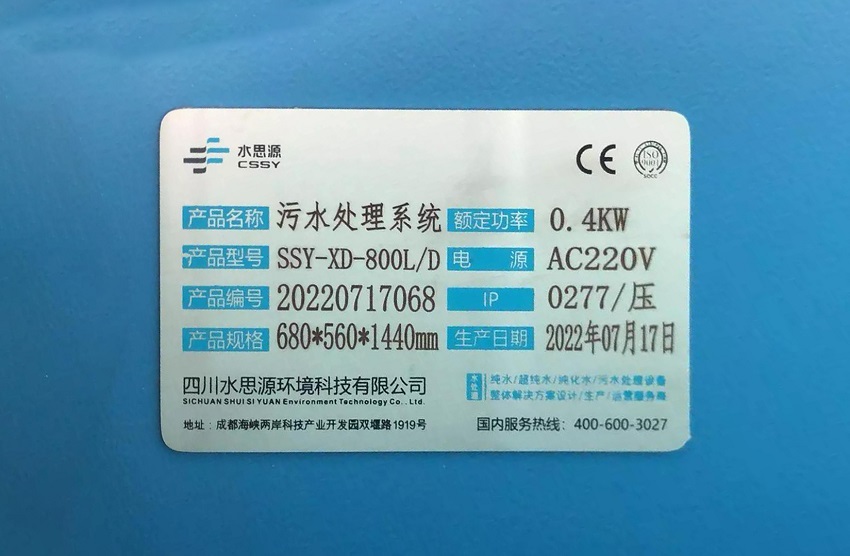 水思源
CSSY
CE ISO 9001
产品名称 污水处理系统 额定功率 0.4KW
产品型号 SSY-XD-800L/D 电 源 AC220V
产品编号 20220717068 IP 0277/压
产品规格 680*560*1440mm 生产日期 2022年07月17日
四川水思源环境科技有限公司
SICHUAN SHUI SI YUAN Environment Technology Co., Ltd.
水处理 纯水/超纯水/纯化水/污水处理设备
整体解决方案设计/生产/运营服务商
地址：成都海峡两岸科技产业开发园双堰路1919号
国内服务热线：400-600-3027